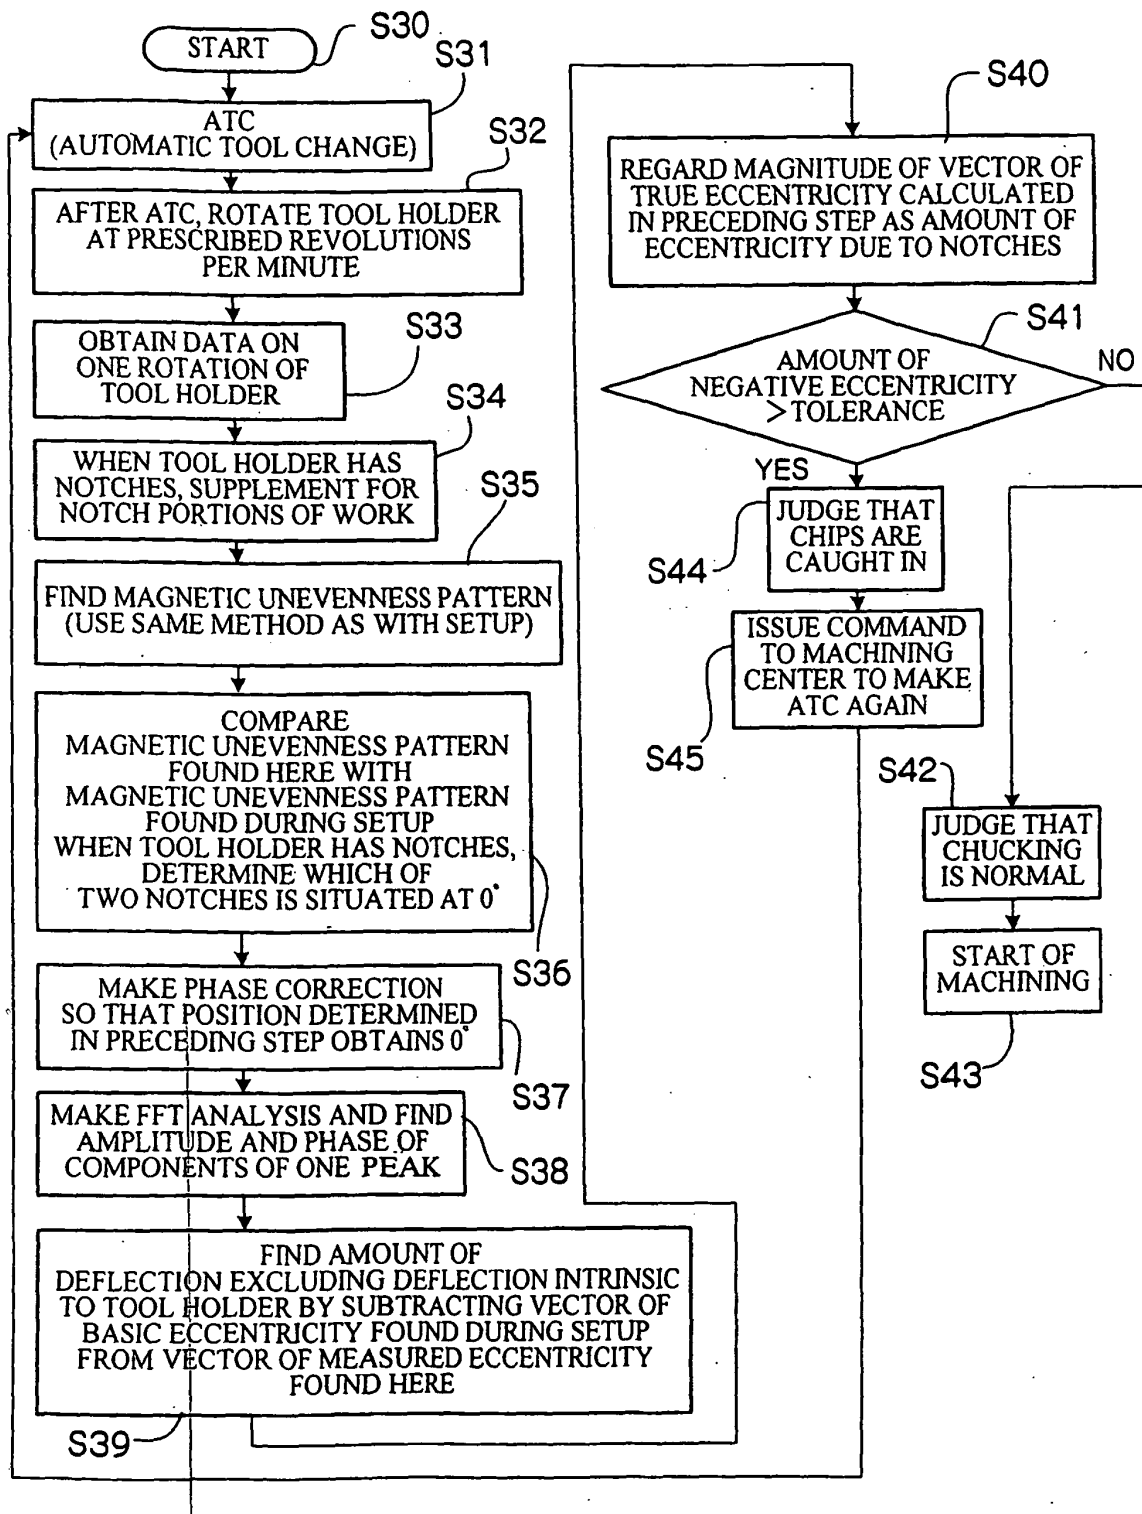 START
S30
S31
ATC
(AUTOMATIC TOOL CHANGE)
S32
AFTER ATC, ROTATE TOOL HOLDER
AT PRESCRIBED REVOLUTIONS
PER MINUTE
S33
OBTAIN DATA ON
ONE ROTATION OF
TOOL HOLDER
S34
WHEN TOOL HOLDER HAS
NOTCHES, SUPPLEMENT FOR
NOTCH PORTIONS OF WORK
S35
FIND MAGNETIC UNEVENNESS PATTERN
(USE SAME METHOD AS WITH SETUP)
COMPARE
MAGNETIC UNEVENNESS PATTERN
FOUND HERE WITH
MAGNETIC UNEVENNESS PATTERN
FOUND DURING SETUP
WHEN TOOL HOLDER HAS NOTCHES,
DETERMINE WHICH OF
TWO NOTCHES IS SITUATED AT 0°
S36
MAKE PHASE CORRECTION
SO THAT POSITION DETERMINED
IN PRECEDING STEP OBTAINS 0°
S37
MAKE FFT ANALYSIS AND FIND
AMPLITUDE AND PHASE OF
COMPONENTS OF ONE PEAK
S38
FIND AMOUNT OF
DEFLECTION EXCLUDING DEFLECTION INTRINSIC
TO TOOL HOLDER BY SUBTRACTING VECTOR OF
BASIC ECCENTRICITY FOUND DURING SETUP
FROM VECTOR OF MEASURED ECCENTRICITY
FOUND HERE
S39
S40
REGARD MAGNITUDE OF VECTOR OF
TRUE ECCENTRICITY CALCULATED
IN PRECEDING STEP AS AMOUNT OF
ECCENTRICITY DUE TO NOTCHES
S41
AMOUNT OF
NEGATIVE ECCENTRICITY
>TOLERANCE
NO
YES
JUDGE THAT
CHIPS ARE
CAUGHT IN
S44
ISSUE COMMAND
TO MACHINING
CENTER TO MAKE
ATC AGAIN
S45
S42
JUDGE THAT
CHUCKING
IS NORMAL
START OF
MACHINING
S43